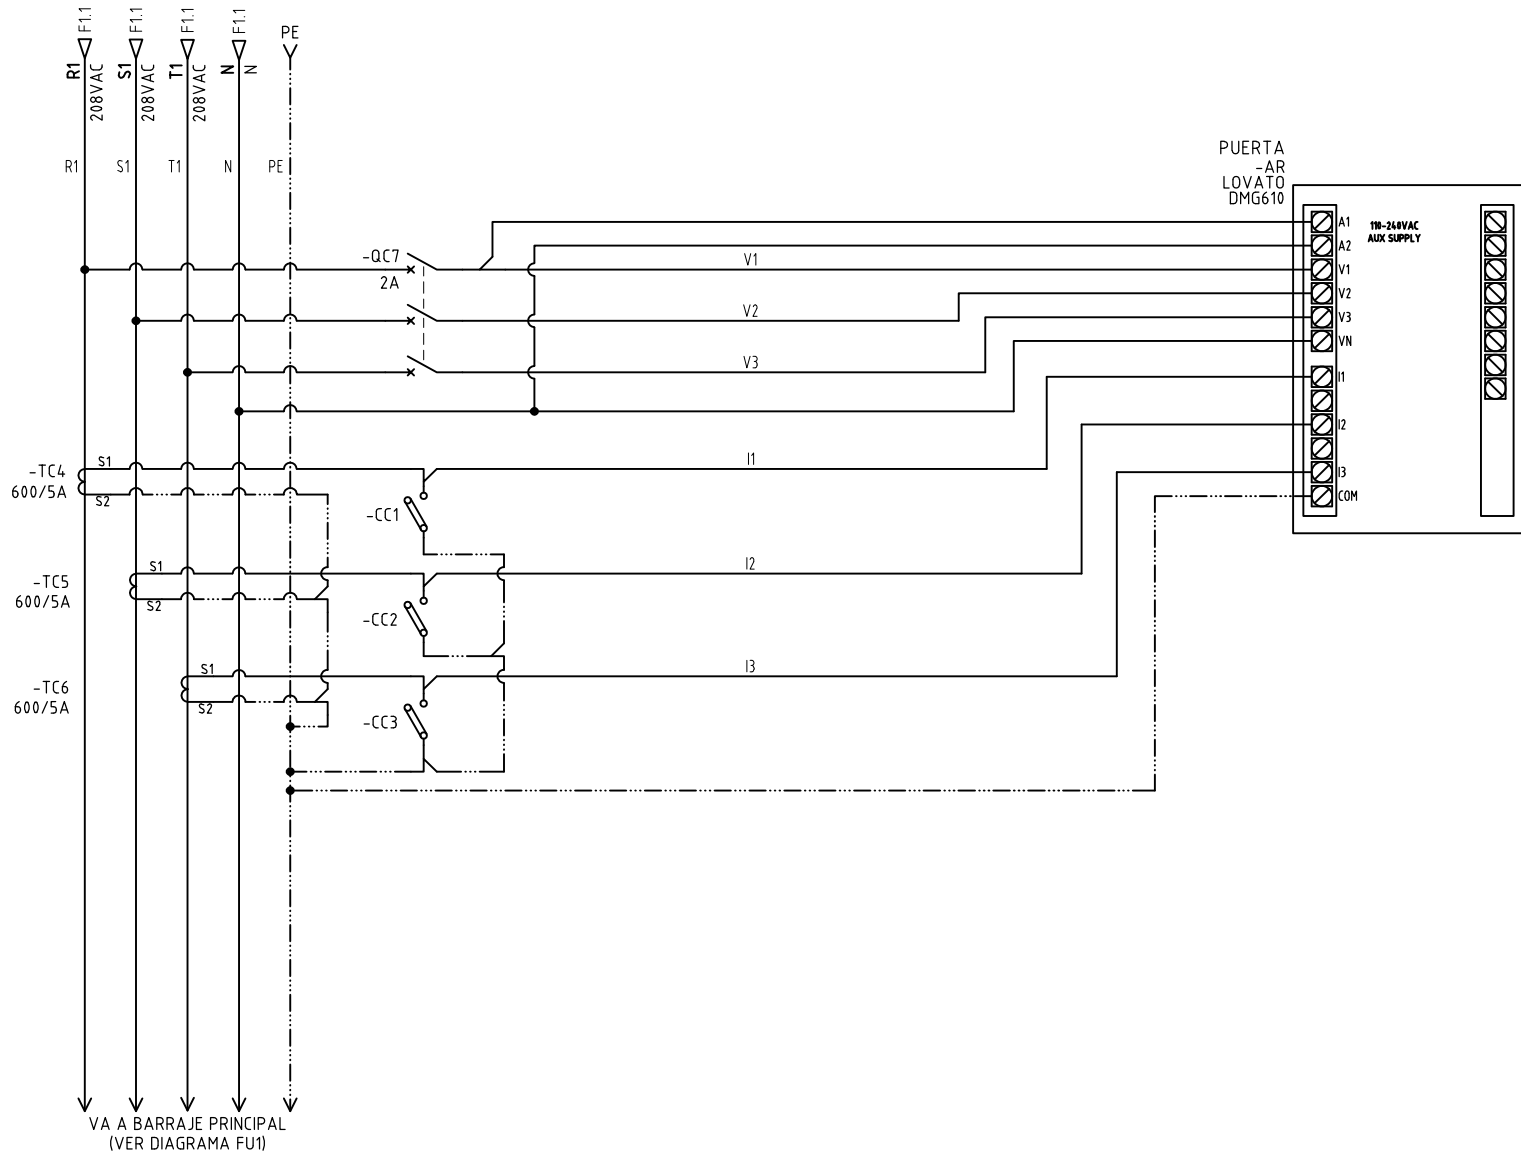 F1.1
F1.1
F1.1
F1.1
PE
R1
208VAC
S1
208VAC
T1
208VAC
N
N
R1
S1
T1
N
PE
PUERTA
-AR
LOVATO
DMG610
A1
110-240VAC
AUX SUPPLY
A2
V1
V2
V3
VN
I1
I2
I3
COM
-QC7
2A
V1
V2
V3
-TC4
600/5A
S1
S2
I1
-CC1
-TC5
600/5A
S1
S2
I2
-CC2
-TC6
600/5A
S1
S2
I3
-CC3
VA A BARRAJE PRINCIPAL
(VER DIAGRAMA FU1)